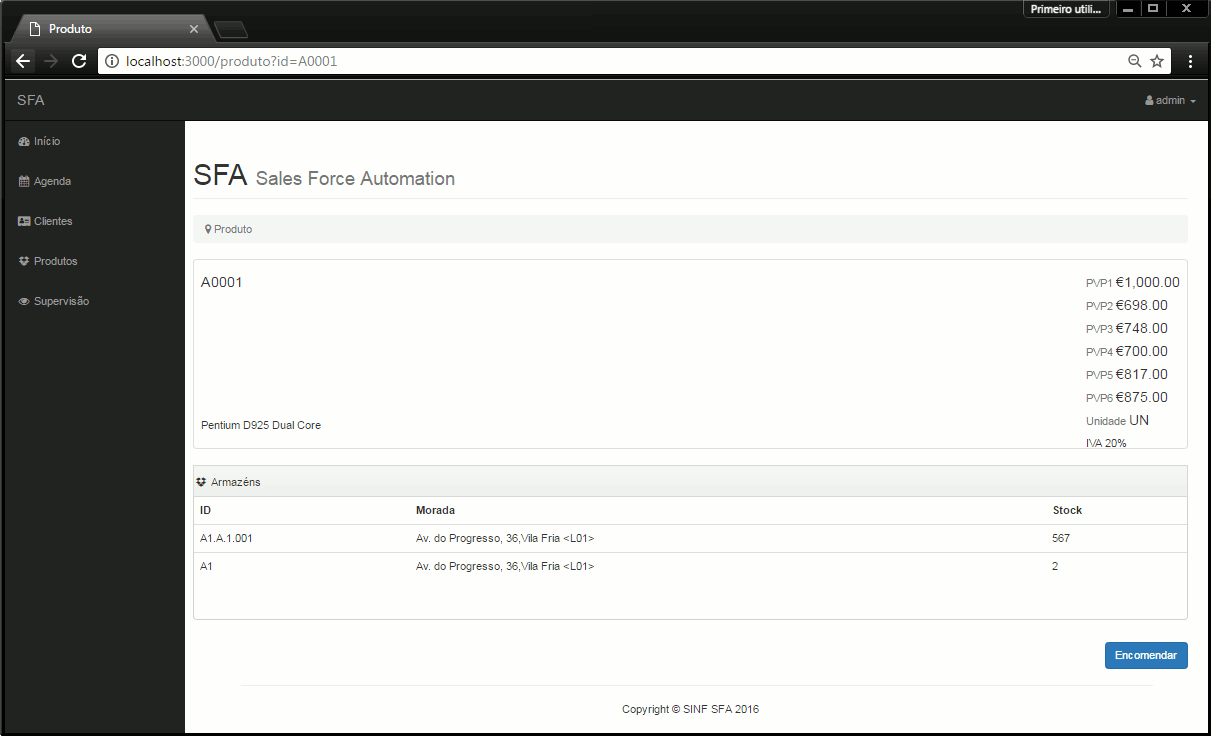 Primeiro utili...
Produto
localhost:3000/produto?id=A0001
SFA
admin
Início
Agenda
Clientes
Produtos
Supervisão
SFA Sales Force Automation
Produto
A0001
Pentium D925 Dual Core
PVP1 €1,000.00
PVP2 €698.00
PVP3 €748.00
PVP4 €700.00
PVP5 €817.00
PVP6 €875.00
Unidade UN
IVA 20%
Armazéns
ID Morada Stock
A1.A.1.001 Av. do Progresso, 36,Vila Fria <L01> 567
A1 Av. do Progresso, 36,Vila Fria <L01> 2
Encomendar
Copyright © SINF SFA 2016